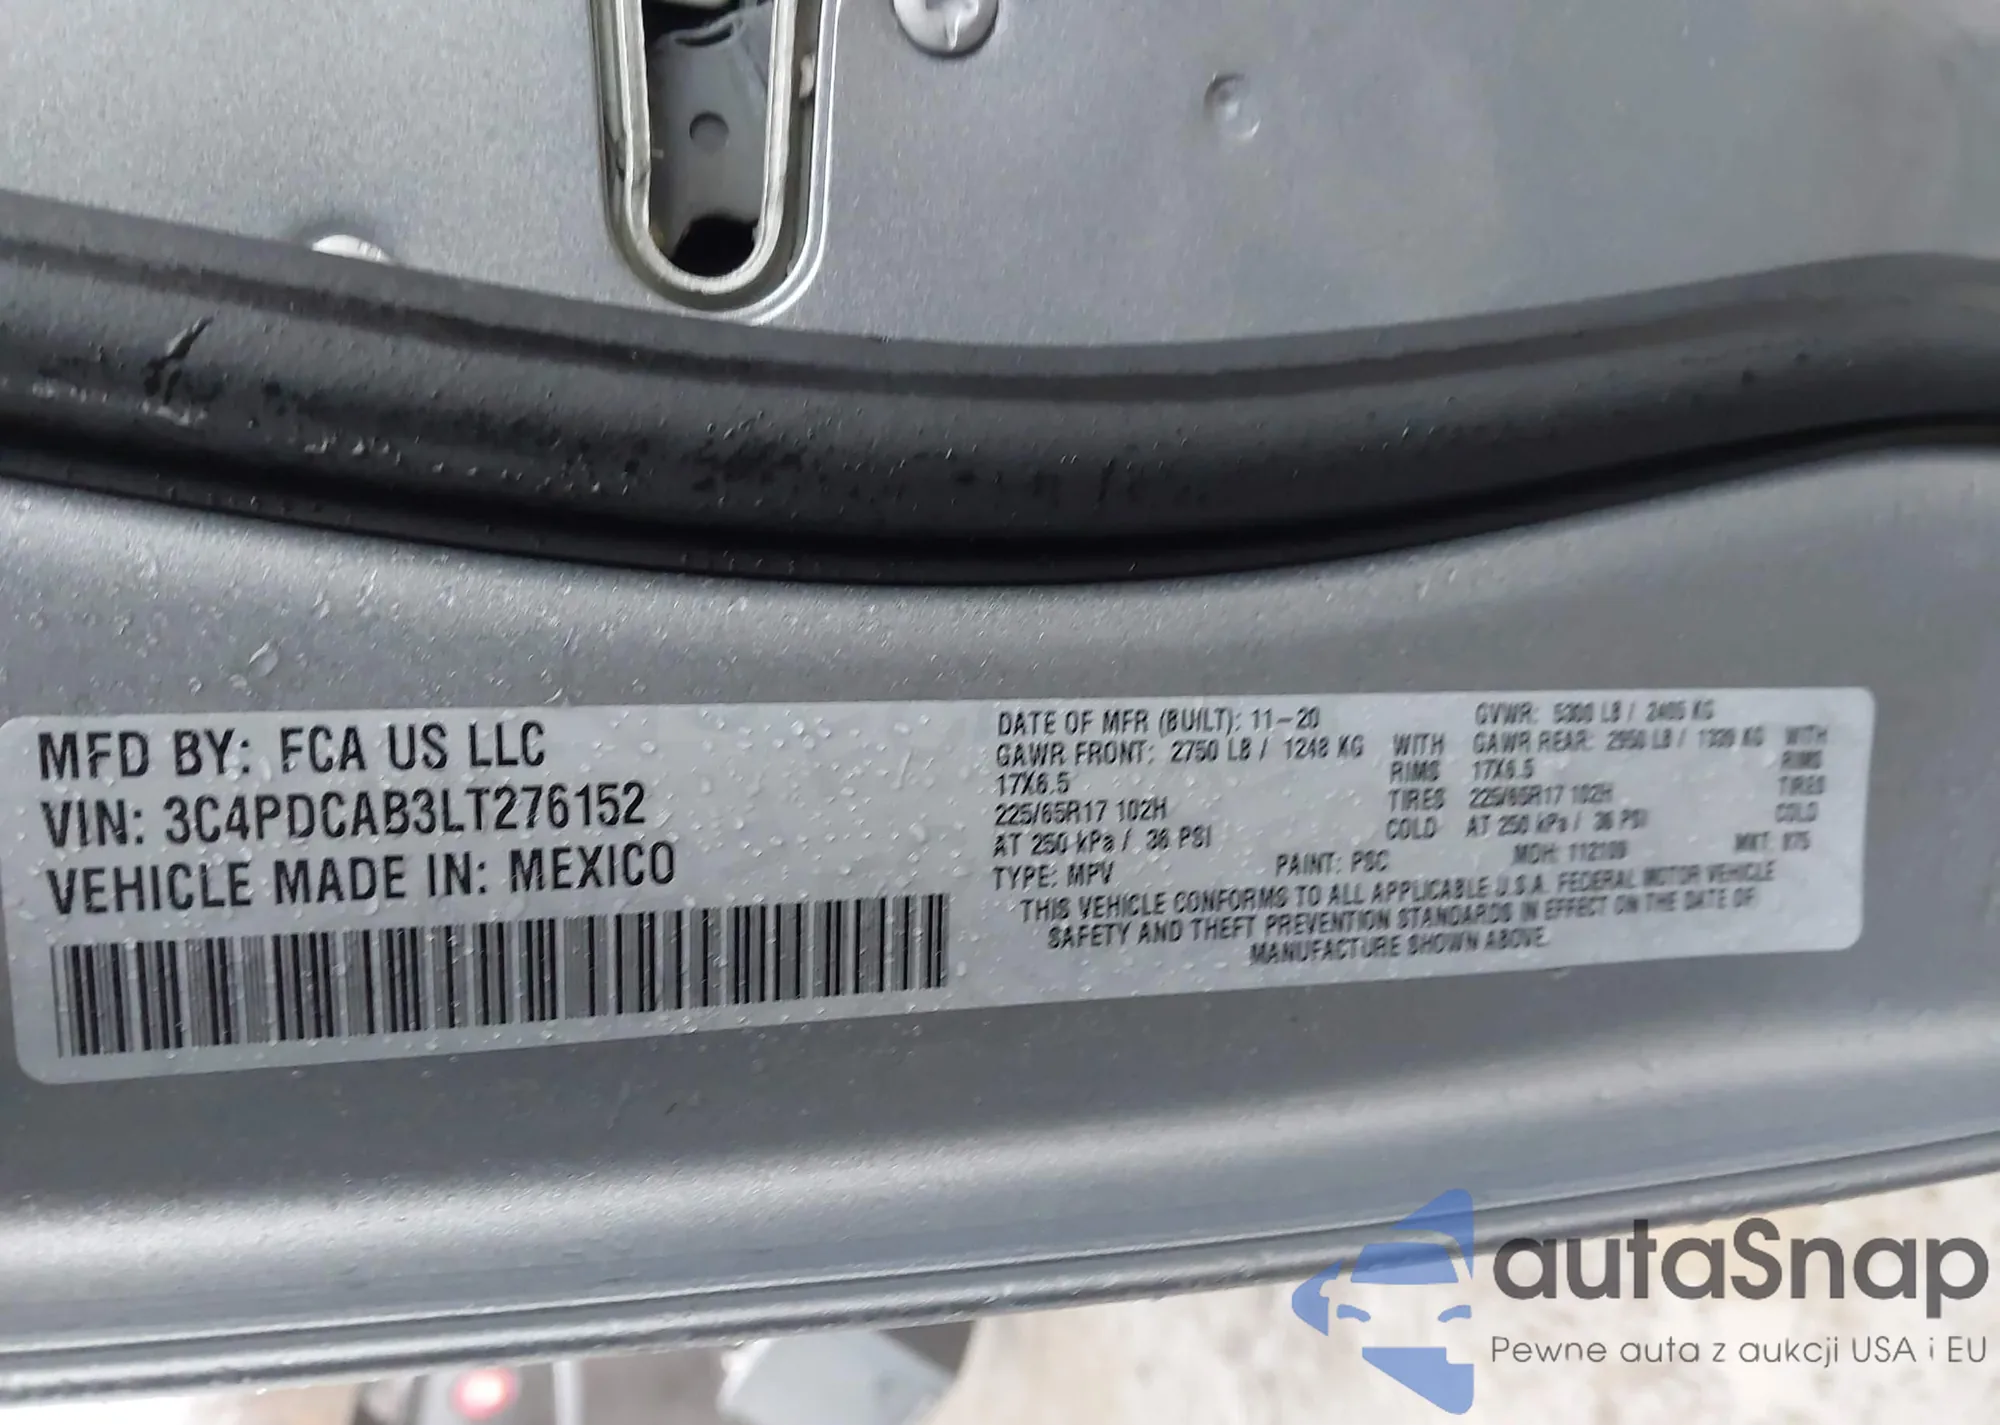 MFD BY: FCA US LLC
VIN: 3C4PDCAB3LT276152
VEHICLE MADE IN: MEXICO
DATE OF MFR (BUILT): 11-20
GVWR: 5300 LB / 2405 KG
GAWR FRONT: 2750 LB / 1248 KG WITH
GAWR REAR: 2950 LB / 1339 KG WITH
17X6.5 RIMS
17X6.5 RIMS
225/65R17 102H TIRES
225/65R17 102H TIRES
AT 250 kPa / 36 PSI COLD
AT 250 kPa / 36 PSI COLD
TYPE: MPV PAINT: PSC MDH: MKT:
THIS VEHICLE CONFORMS TO ALL APPLICABLE U.S.A. FEDERAL MOTOR VEHICLE
SAFETY AND THEFT PREVENTION STANDARDS IN EFFECT ON THE DATE OF
MANUFACTURE SHOWN ABOVE.
autaSnap
Pewne auta z aukcji USA i EU